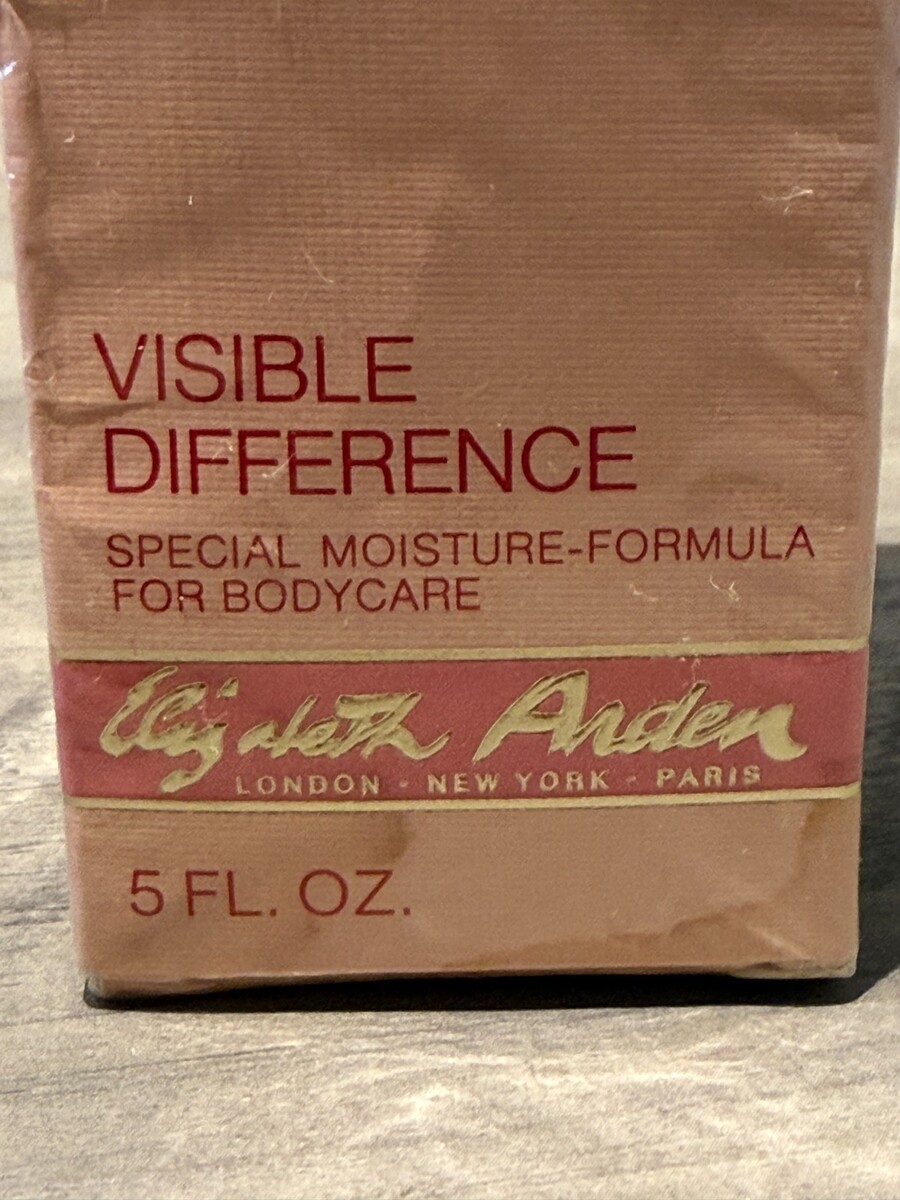 VISIBLE
DIFFERENCE
SPECIAL MOISTURE-FORMULA
FOR BODYCARE
Elizabeth Arden
LONDON - NEW YORK - PARIS
5 FL. OZ.